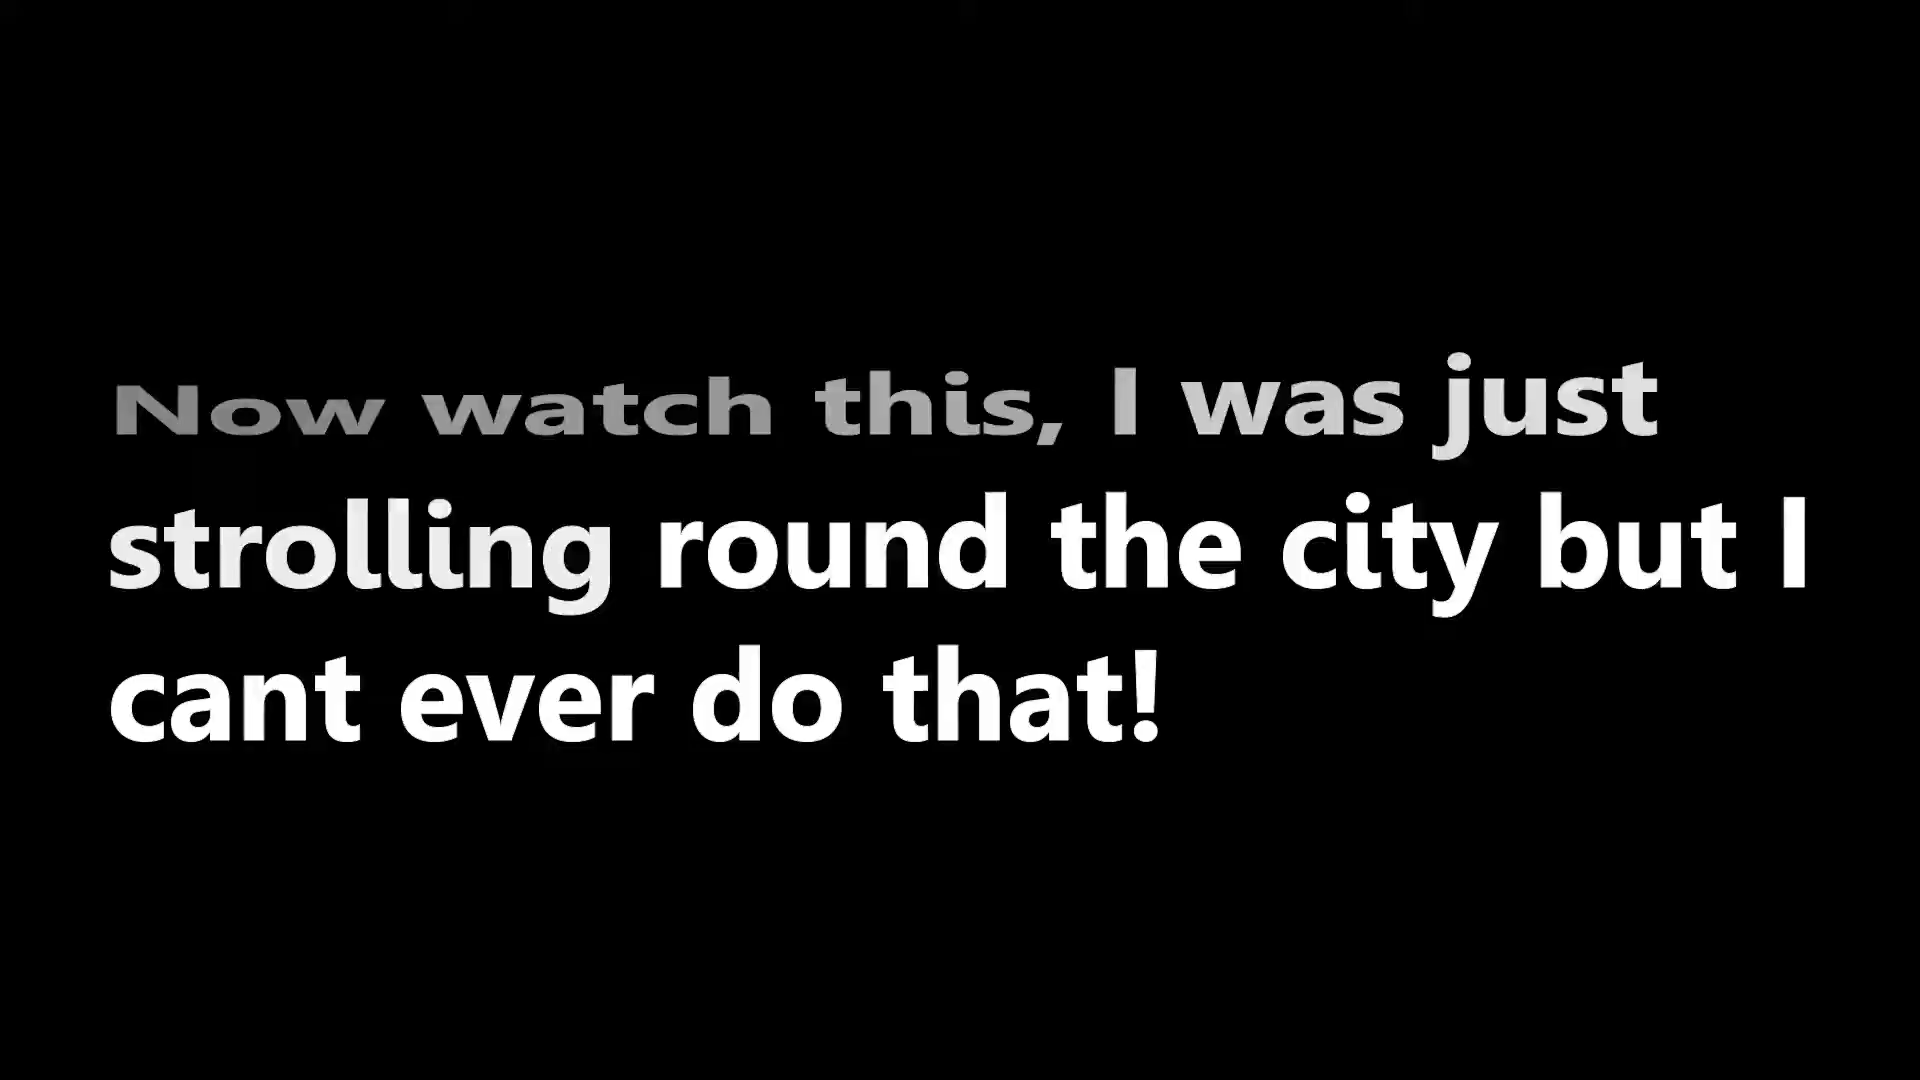 Now watch this, I was just
strolling round the city but I
cant ever do that!